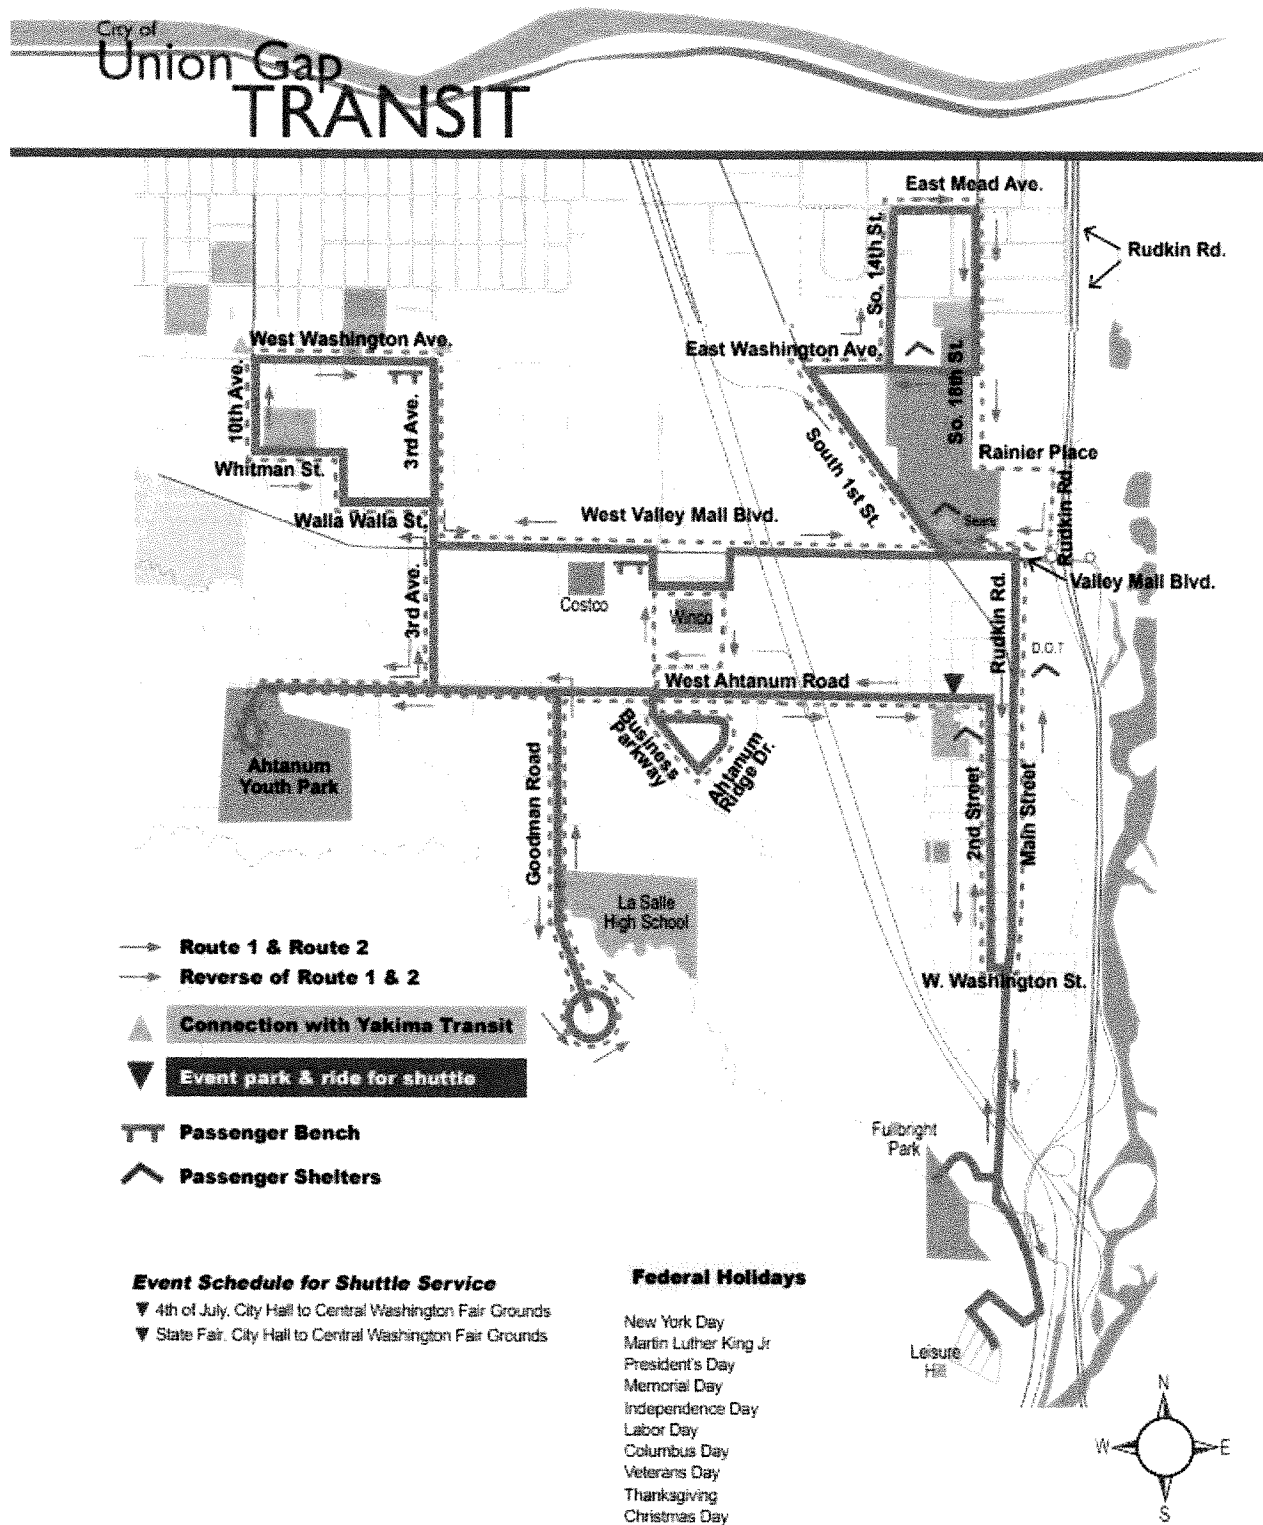 City of
Union Gap
TRANSIT
East Mead Ave.
So. 14th St.
Rudkin Rd.
West Washington Ave.
East Washington Ave.
So. 18th St.
10th Ave.
3rd Ave.
South 1st St.
Rainier Place
Whitman St.
Rudkin Rd.
Walla Walla St.
West Valley Mall Blvd.
Sears
Valley Mall Blvd.
3rd Ave.
Costco
Winco
Rudkin Rd.
D.O.T
West Ahtanum Road
Business
Parkway
Ahtanum
Ridge Dr.
Ahtanum
Youth Park
Goodman Road
2nd Street
Main Street
La Salle
High School
W. Washington St.
Route 1 & Route 2
Reverse of Route 1 & 2
Connection with Yakima Transit
Event park & ride for shuttle
Passenger Bench
Passenger Shelters
Fullbright
Park
Leisure
Hill
Event Schedule for Shuttle Service
4th of July. City Hall to Central Washington Fair Grounds
State Fair. City Hall to Central Washington Fair Grounds
Federal Holidays
New York Day
Martin Luther King Jr
President's Day
Memorial Day
Independence Day
Labor Day
Columbus Day
Veterans Day
Thanksgiving
Christmas Day
N
W
E
S